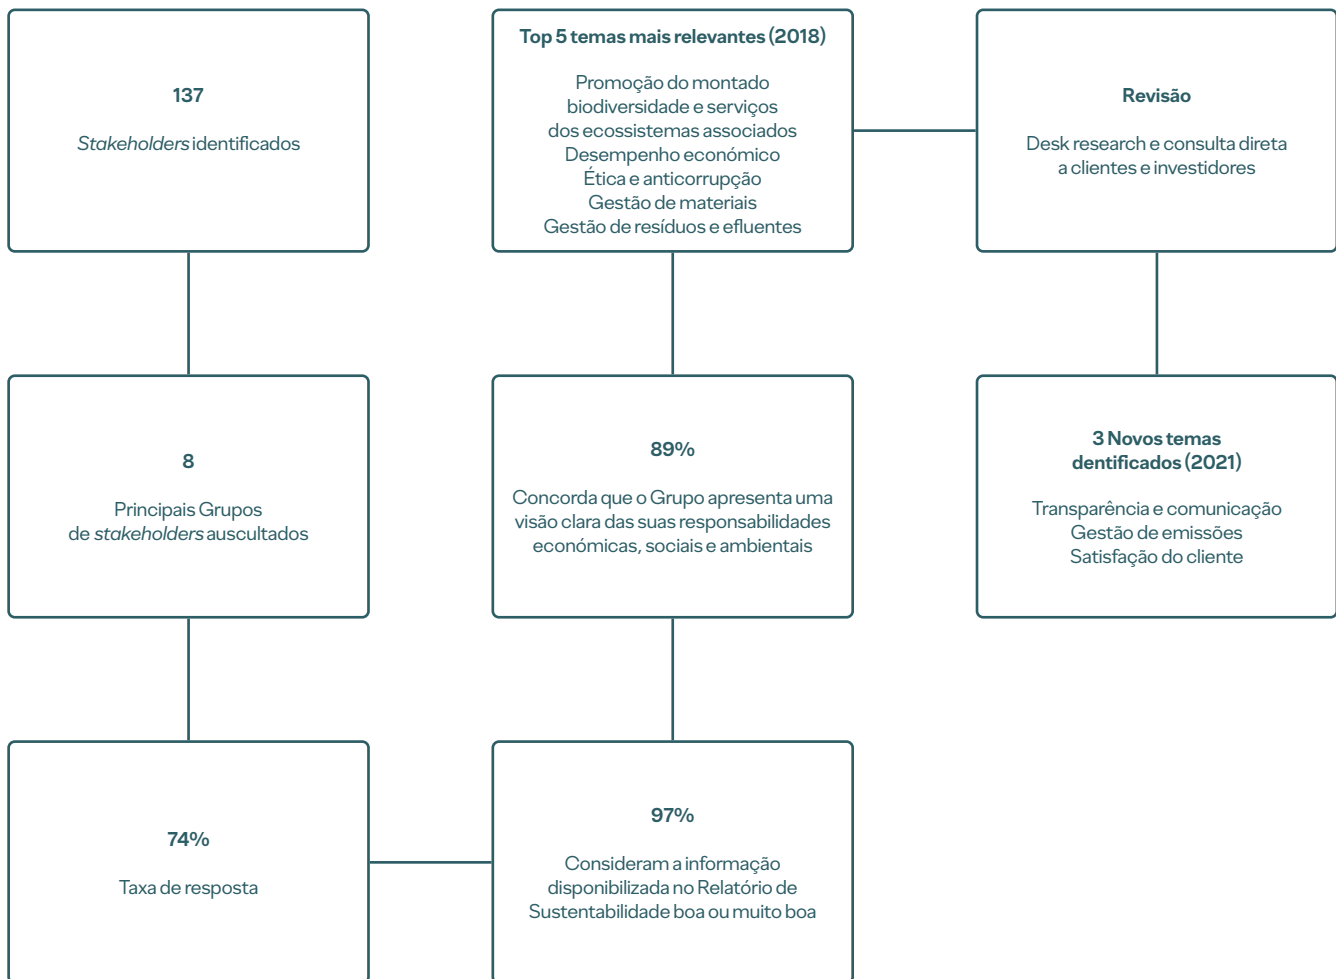 137
Stakeholders identificados
8
Principais Grupos
de stakeholders auscultados
74%
Taxa de resposta
97%
Consideram a informação
disponibilizada no Relatório de
Sustentabilidade boa ou muito boa
89%
Concorda que o Grupo apresenta uma
visão clara das suas responsabilidades
económicas, sociais e ambientais
Top 5 temas mais relevantes (2018)
Promoção do montado
biodiversidade e serviços
dos ecossistemas associados
Desempenho económico
Ética e anticorrupção
Gestão de materiais
Gestão de resíduos e efluentes
Revisão
Desk research e consulta direta
a clientes e investidores
3 Novos temas
dentificados (2021)
Transparência e comunicação
Gestão de emissões
Satisfação do cliente